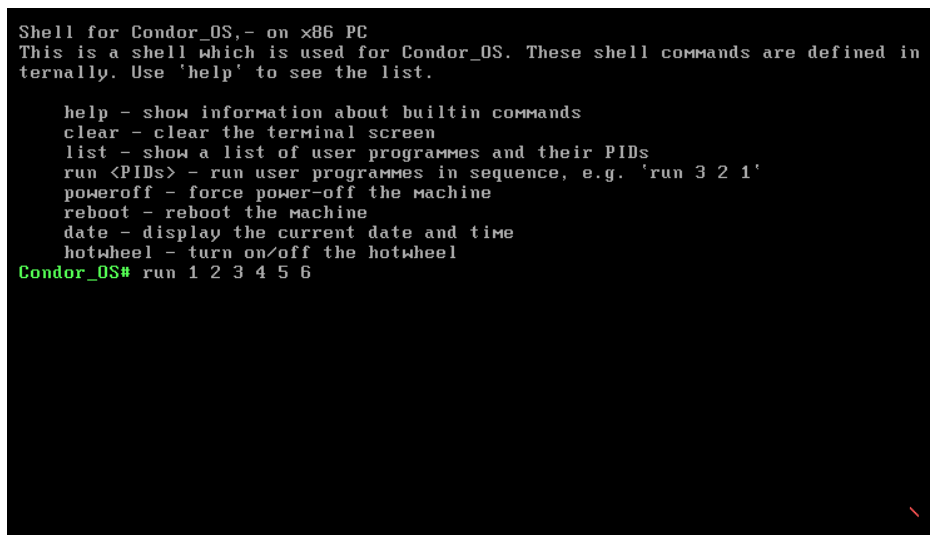 Shell for Condor_OS,- on x86 PC
This is a shell which is used for Condor_OS. These shell commands are defined in
ternally. Use `help` to see the list.
help - show information about builtin commands
clear - clear the terminal screen
list - show a list of user programmes and their PIDs
run <PIDs> - run user programmes in sequence, e.g. `run 3 2 1`
poweroff - force power-off the machine
reboot - reboot the machine
date - display the current date and time
hotwheel - turn on/off the hotwheel
Condor_OS# run 1 2 3 4 5 6
\